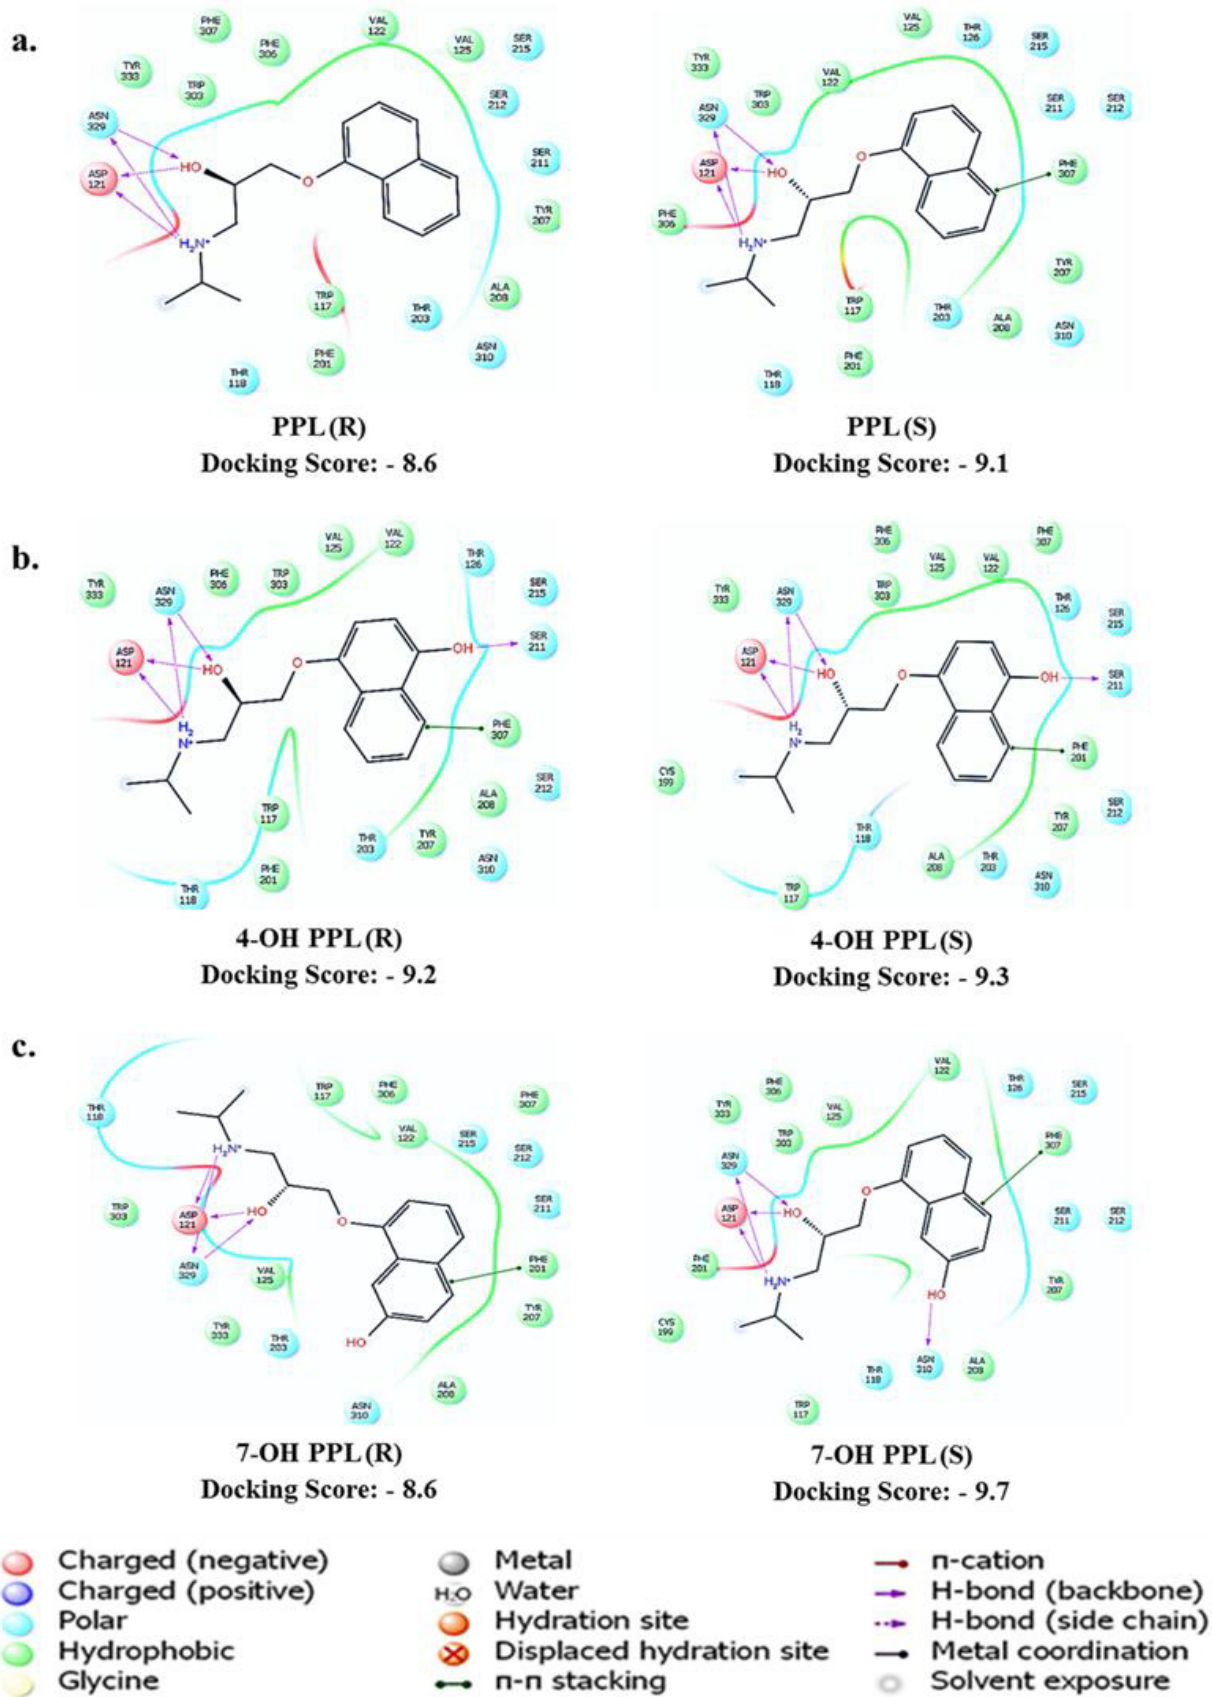 a.
PHE 307
PHE 306
VAL 122
VAL 125
SER 215
TYR 333
TRP 303
SER 212
ASN 329
SER 211
ASP 121
HO
O
TYR 207
H₂N⁺
TRP 117
THR 203
ALA 208
ASN 310
PHE 201
THR 118
PPL (R)
Docking Score: - 8.6
VAL 125
THR 126
SER 215
TYR 333
VAL 122
TRP 303
SER 211
SER 212
ASN 329
ASP 121
HO
O
PHE 307
PHE 306
H₂N⁺
TYR 207
TRP 117
THR 203
ALA 208
ASN 310
PHE 201
THR 118
PPL (S)
Docking Score: - 9.1
b.
VAL 125
VAL 122
THR 126
TYR 333
ASN 329
PHE 306
TRP 303
SER 215
SER 211
OH
ASP 121
HO
O
H₂
N⁺
PHE 307
SER 212
ALA 208
TRP 117
THR 203
TYR 207
ASN 310
PHE 201
THR 118
4-OH PPL (R)
Docking Score: - 9.2
PHE 306
VAL 125
VAL 122
PHE 307
TYR 333
ASN 329
TRP 303
THR 126
SER 215
ASP 121
HO
O
OH
SER 211
H₂
N⁺
PHE 201
CYS 199
SER 212
TYR 207
THR 118
ALA 208
THR 203
ASN 310
TRP 117
4-OH PPL (S)
Docking Score: - 9.3
c.
THR 118
TRP 117
PHE 306
PHE 307
VAL 122
SER 215
SER 212
H₂N⁺
SER 211
TRP 303
ASP 121
HO
O
ASN 329
VAL 125
PHE 201
TYR 207
TYR 333
THR 203
HO
ALA 208
ASN 310
7-OH PPL (R)
Docking Score: - 8.6
VAL 122
THR 126
SER 215
TYR 333
PHE 306
VAL 125
TRP 303
PHE 307
ASN 329
ASP 121
HO
O
SER 211
SER 212
PHE 201
H₂N⁺
HO
TYR 207
CYS 199
THR 118
ASN 310
ALA 208
TRP 117
7-OH PPL (S)
Docking Score: - 9.7
Charged (negative)
Charged (positive)
Polar
Hydrophobic
Glycine
Metal
H₂O Water
Hydration site
Displaced hydration site
π-π stacking
π-cation
H-bond (backbone)
H-bond (side chain)
Metal coordination
Solvent exposure